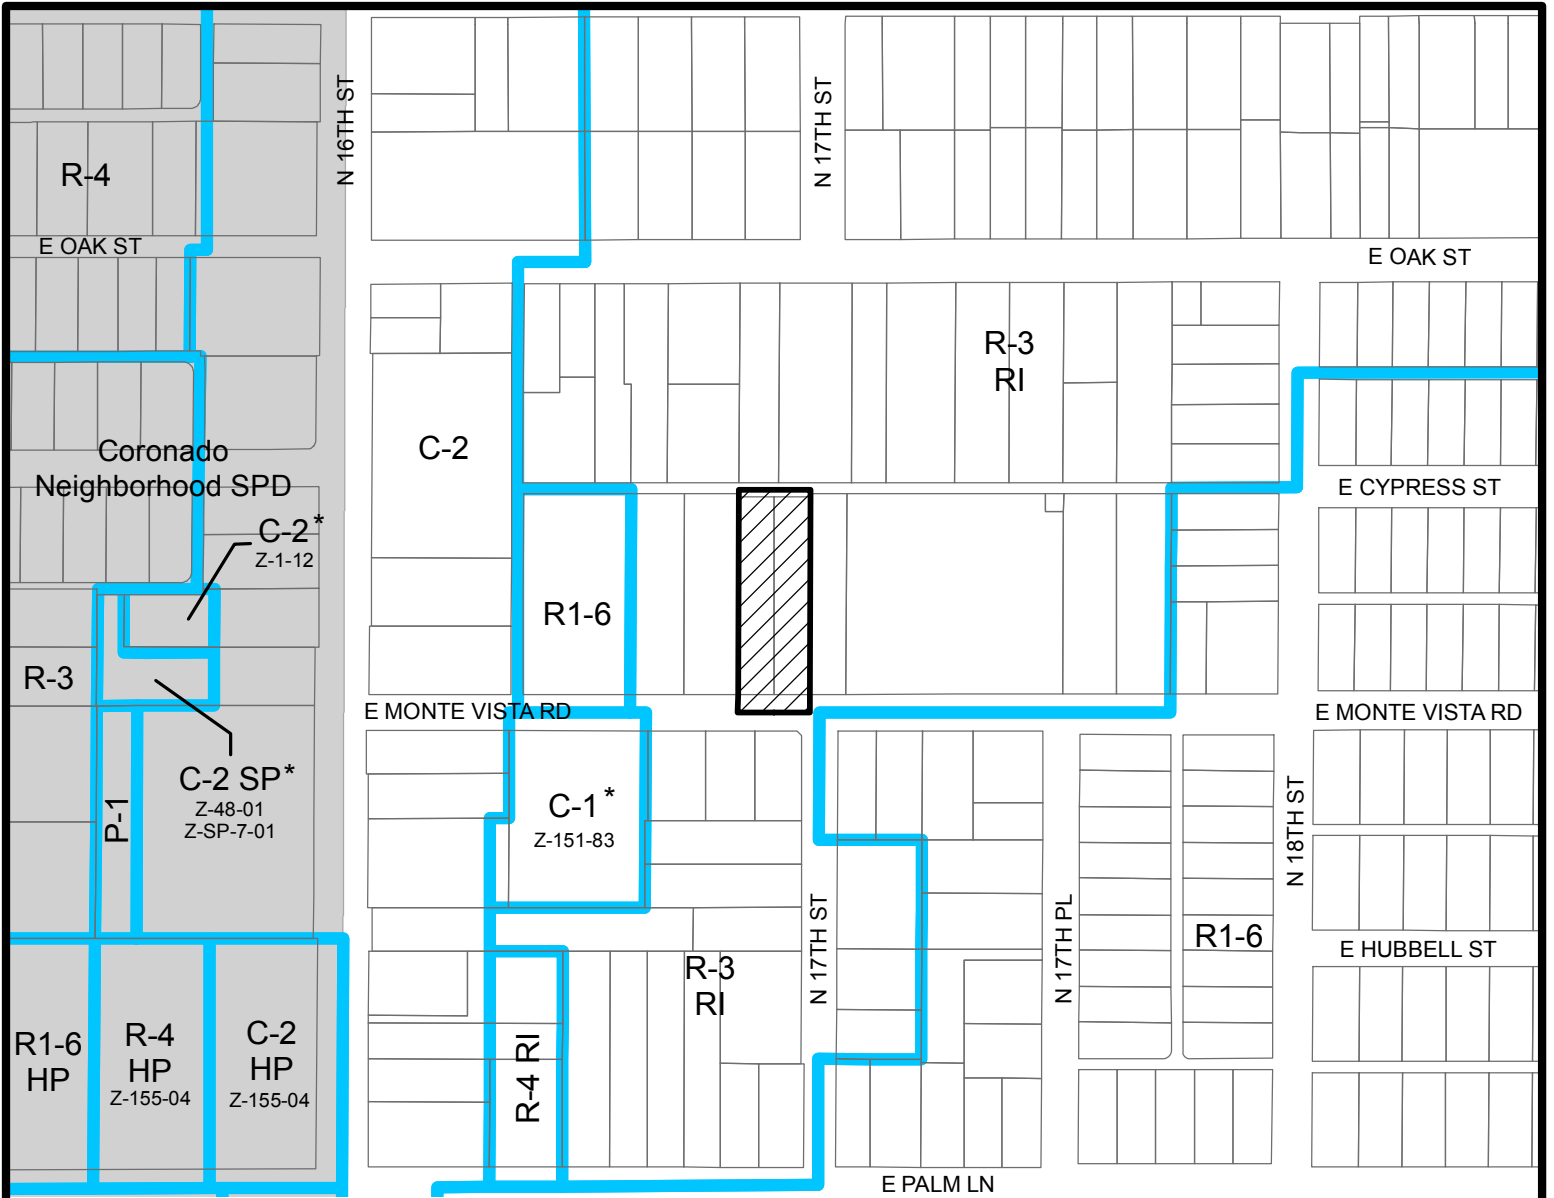 N 16TH ST
N 17TH ST
R-4
E OAK ST
E OAK ST
R-3
RI
C-2
Coronado
Neighborhood SPD
E CYPRESS ST
C-2*
Z-1-12
R1-6
R-3
E MONTE VISTA RD
E MONTE VISTA RD
C-2 SP*
Z-48-01
Z-SP-7-01
P-1
C-1*
Z-151-83
N 18TH ST
N 17TH ST
N 17TH PL
R1-6
E HUBBELL ST
R-3
RI
R1-6
HP
R-4
HP
Z-155-04
C-2
HP
Z-155-04
R-4 RI
E PALM LN